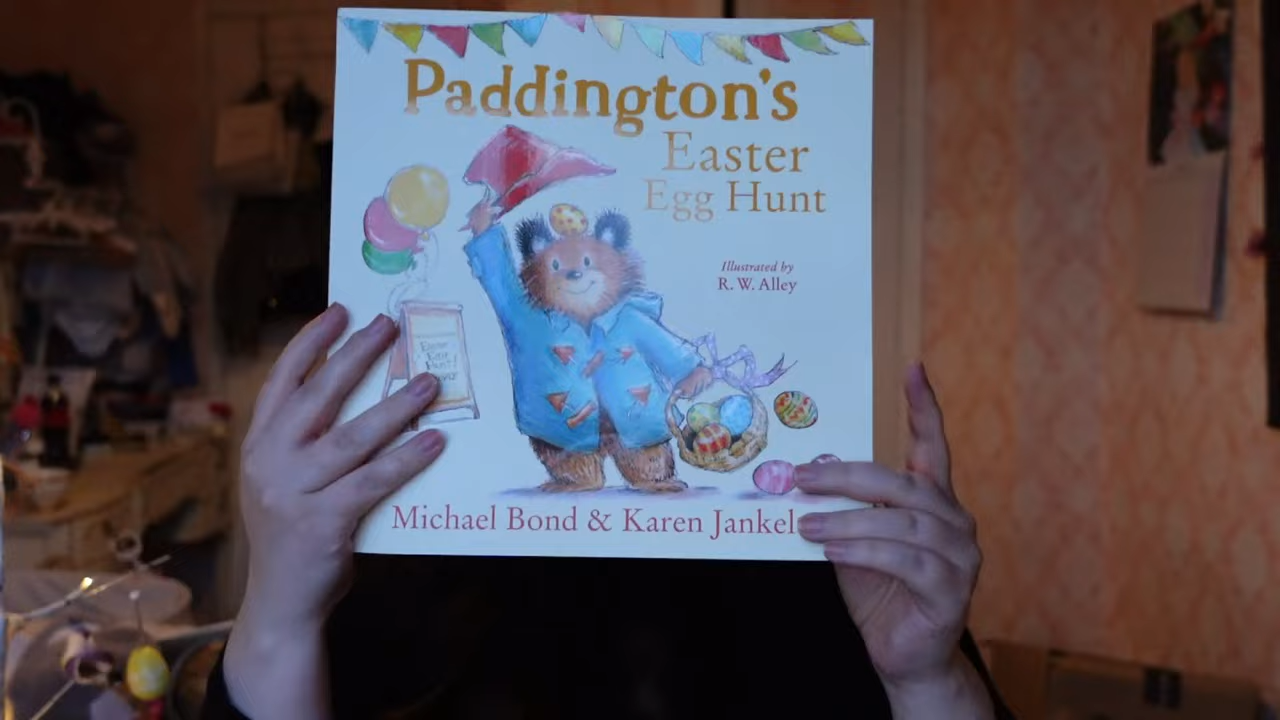 Paddington's
Easter
Egg Hunt
Illustrated by
R. W. Alley
Michael Bond & Karen Jankel